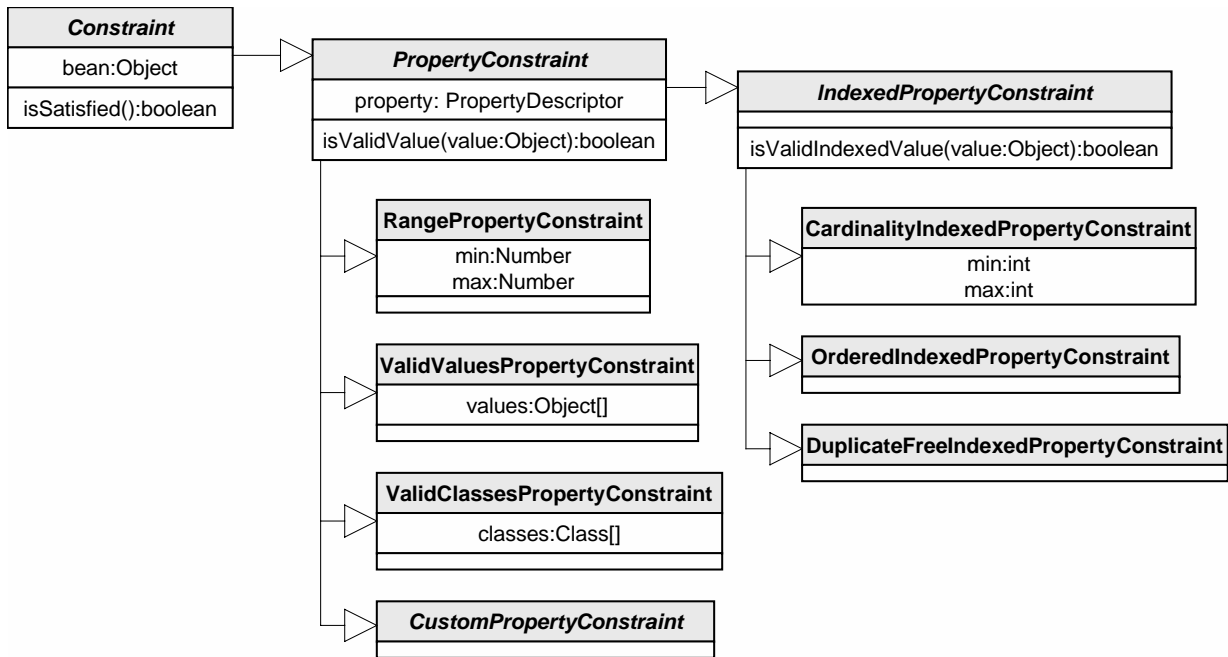 Constraint
bean:Object
isSatisfied():boolean
PropertyConstraint
property: PropertyDescriptor
isValidValue(value:Object):boolean
IndexedPropertyConstraint
isValidIndexedValue(value:Object):boolean
RangePropertyConstraint
min:Number
max:Number
ValidValuesPropertyConstraint
values:Object[]
ValidClassesPropertyConstraint
classes:Class[]
CustomPropertyConstraint
CardinalityIndexedPropertyConstraint
min:int
max:int
OrderedIndexedPropertyConstraint
DuplicateFreeIndexedPropertyConstraint